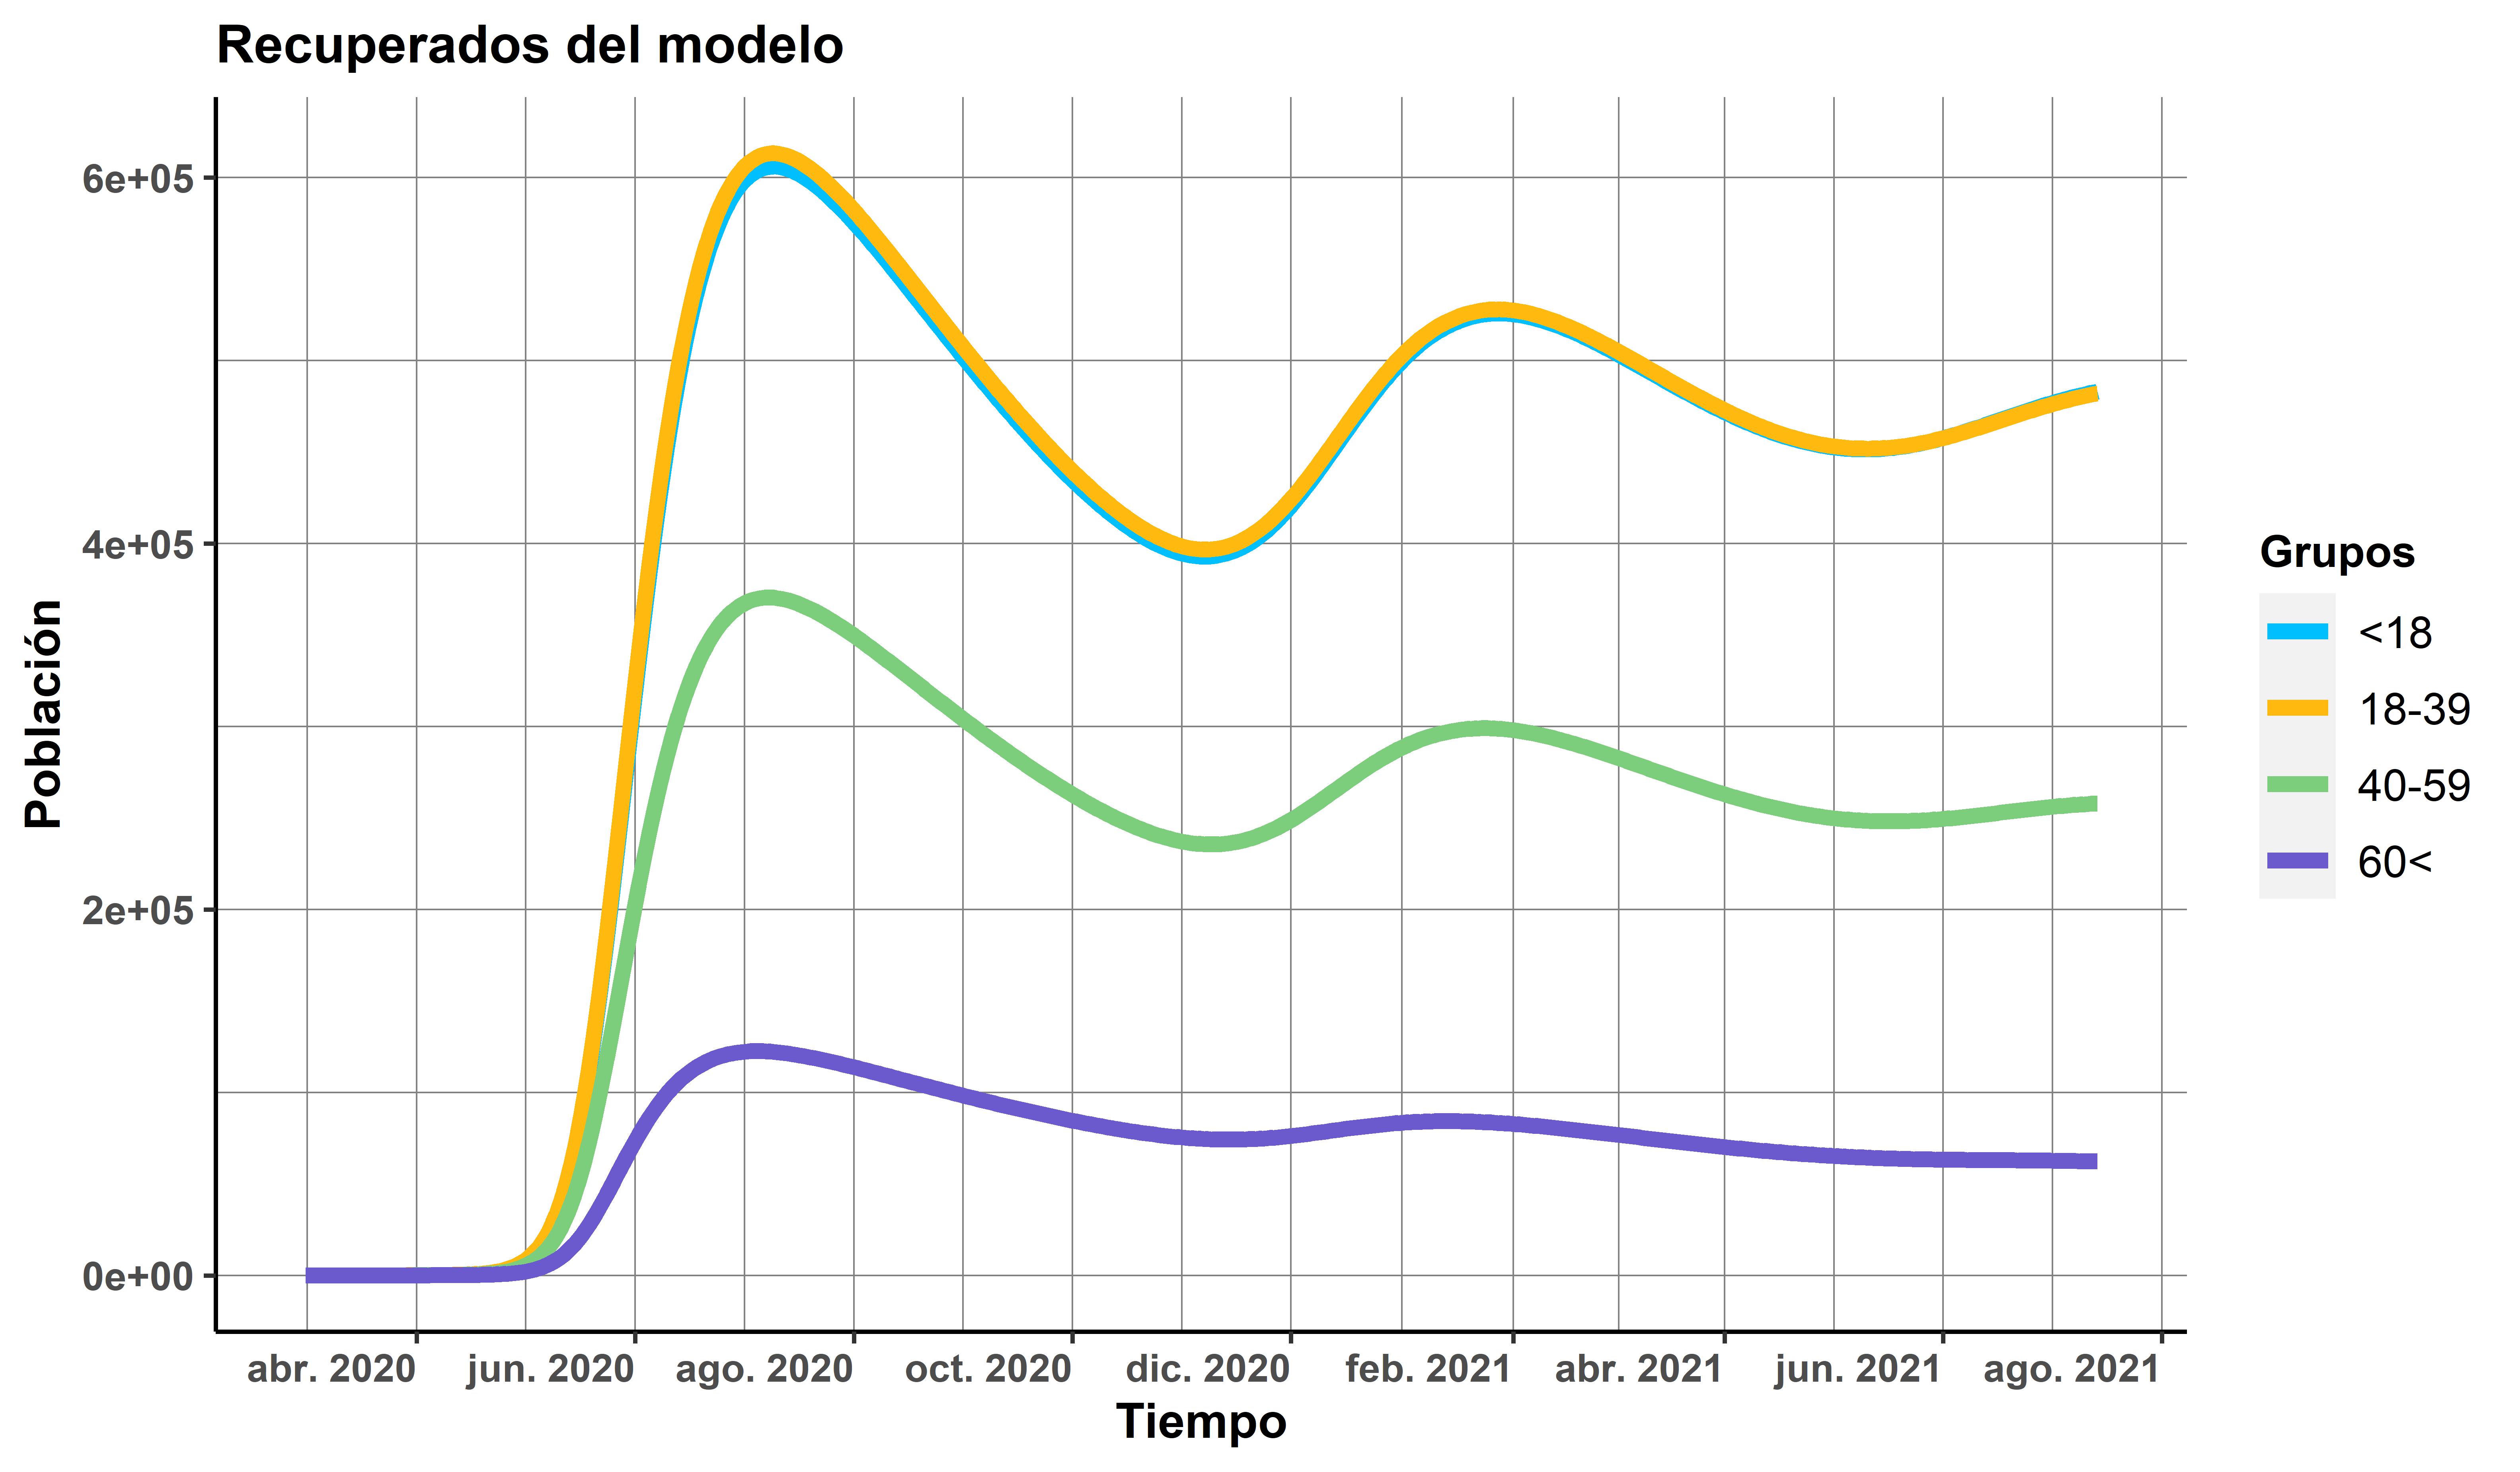 Recuperados del modelo
Población
6e+05
4e+05
2e+05
0e+00
abr. 2020 jun. 2020 ago. 2020 oct. 2020 dic. 2020 feb. 2021 abr. 2021 jun. 2021 ago. 2021
Tiempo
Grupos
<18
18-39
40-59
60<